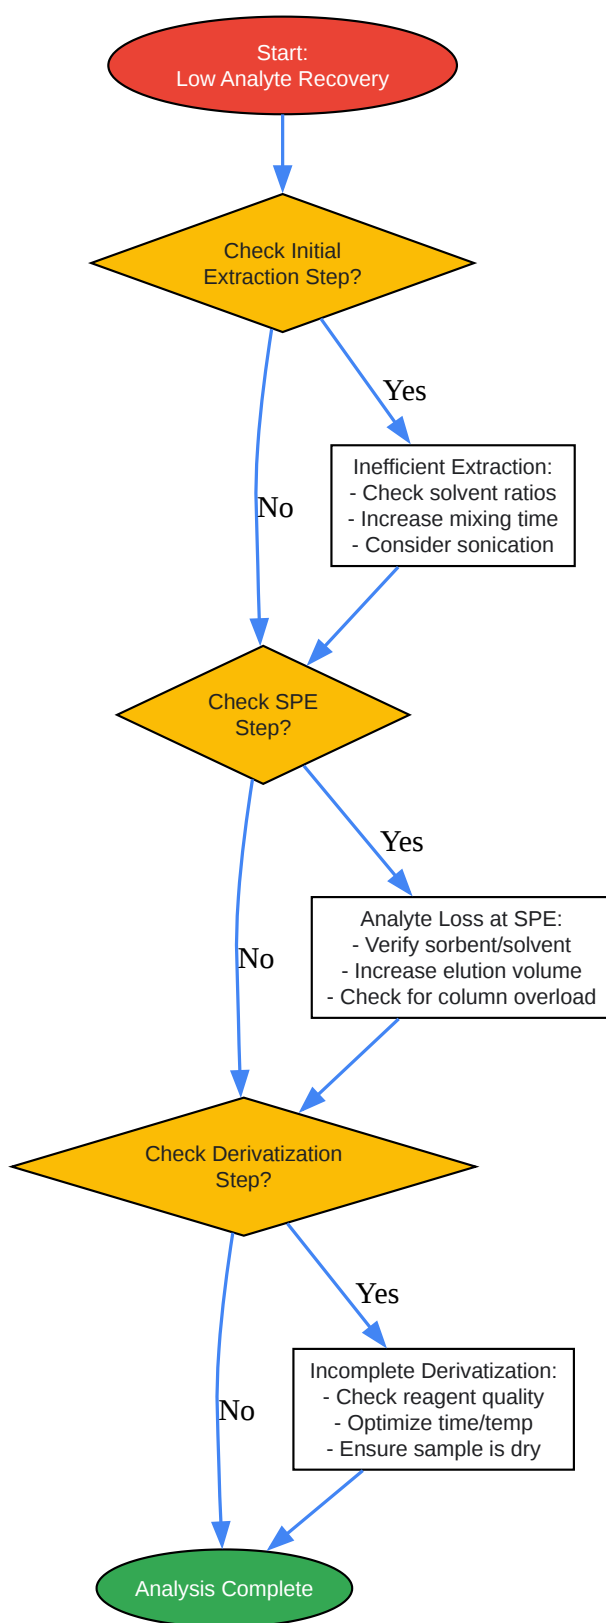 Start:
Low Analyte Recovery
Check Initial
Extraction Step?
Yes
Inefficient Extraction:
- Check solvent ratios
- Increase mixing time
- Consider sonication
No
Check SPE
Step?
Yes
Analyte Loss at SPE:
- Verify sorbent/solvent
- Increase elution volume
- Check for column overload
No
Check Derivatization
Step?
Yes
Incomplete Derivatization:
- Check reagent quality
- Optimize time/temp
- Ensure sample is dry
No
Analysis Complete